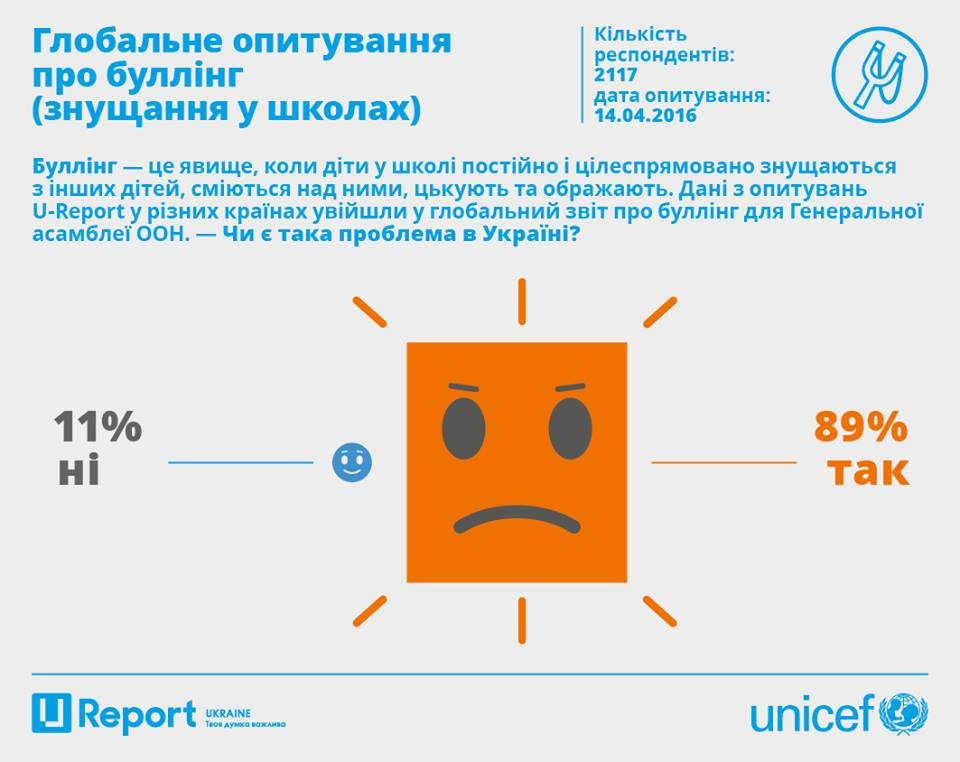 Глобальне опитування
про буллінг
(знущання у школах)
Кількість
респондентів:
2117
дата опитування:
14.04.2016
Буллінг — це явище, коли діти у школі постійно і цілеспрямовано знущаються
з інших дітей, сміються над ними, цькують та ображають. Дані з опитувань
U-Report у різних країнах увійшли у глобальний звіт про буллінг для Генеральної
асамблеї ООН. — Чи є така проблема в Україні?
11%
ні
89%
так
U Report UKRAINE
Твоя думка важлива
unicef